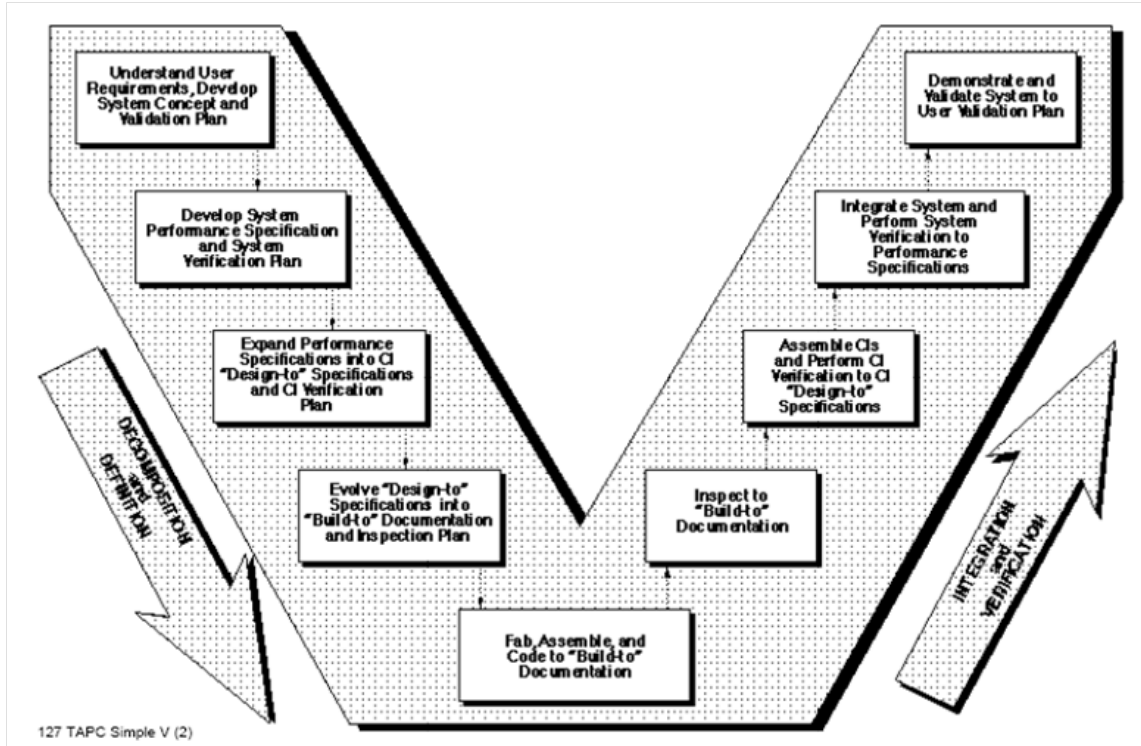 Understand User
Requirements, Develop
System Concept and
Validation Plan
Develop System
Performance Specification
and System
Verification Plan
Expand Performance
Specifications into CI
"Design-to" Specifications
and CI Verification
Plan
Evolve "Design-to"
Specifications into
"Build-to" Documentation
and Inspection Plan
Fab, Assemble, and
Code to "Build-to"
Documentation
Inspect to
"Build-to"
Documentation
Assemble CIs
and Perform CI
Verification to CI
"Design-to"
Specifications
Integrate System and
Perform System
Verification to
Performance
Specifications
Demonstrate and
Validate System to
User Validation Plan
DECOMPOSITION
and
DEFINITION
INTEGRATION
and
VERIFICATION
127 TAPC Simple V (2)